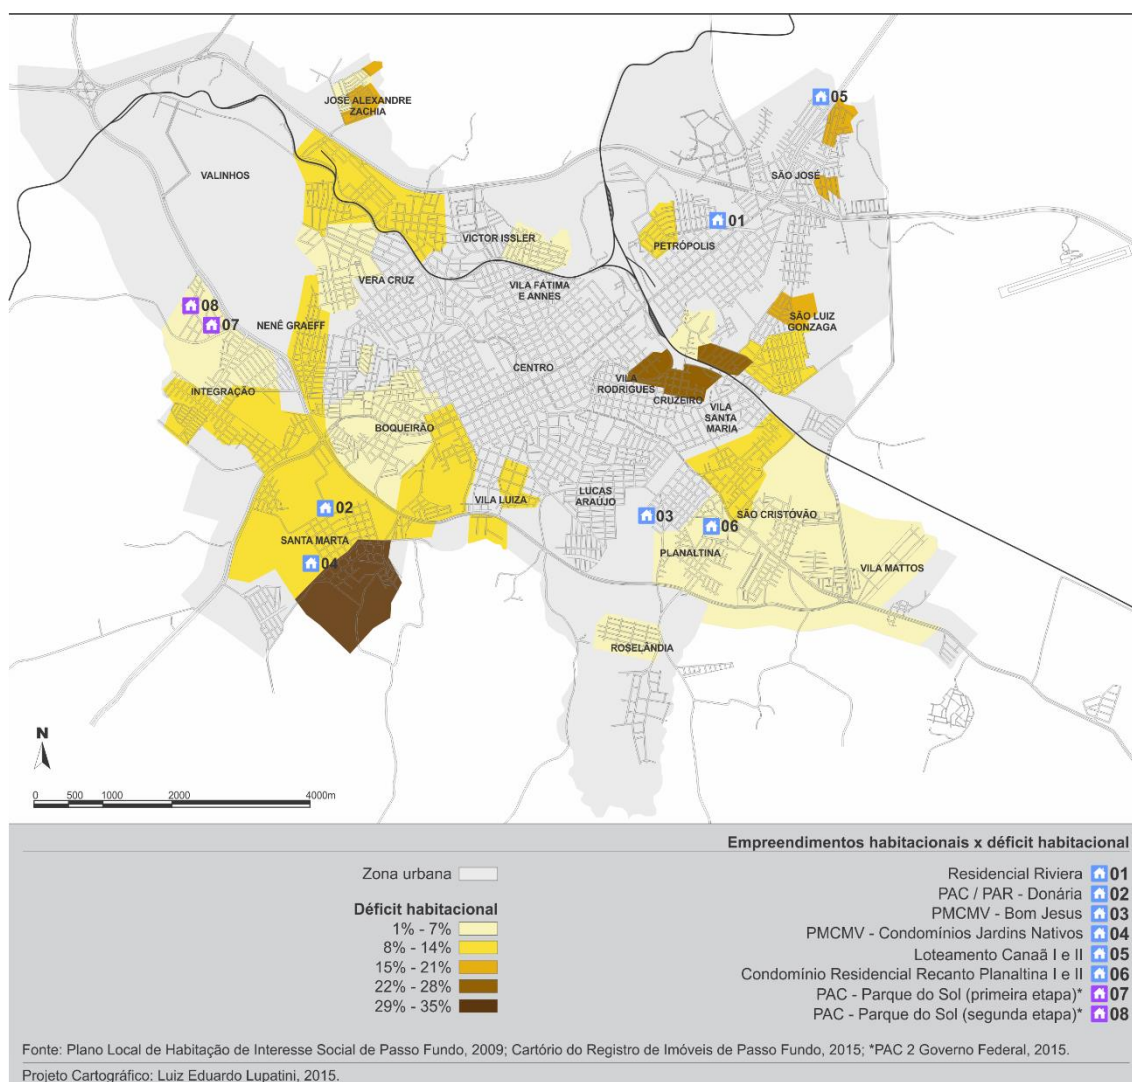 05
JOSÉ ALEXANDRE
ZACHIA
VALINHOS
SÃO JOSÉ
01
VICTOR ISSLER
PETRÓPOLIS
VERA CRUZ
VILA FÁTIMA
E ANNES
08
07
NENÊ GRAEFF
SÃO LUIZ
GONZAGA
CENTRO
VILA
RODRIGUES
INTEGRAÇÃO
CRUZEIRO
VILA
SANTA
MARIA
BOQUEIRÃO
LUCAS
ARAÚJO
VILA LUIZA
02
03
SÃO CRISTÓVÃO
06
SANTA MARTA
PLANALTINA
04
VILA MATTOS
ROSELÂNDIA
N
0 500 1000 2000 4000m
Empreendimentos habitacionais x déficit habitacional
Zona urbana
Déficit habitacional
1% - 7%
8% - 14%
15% - 21%
22% - 28%
29% - 35%
Residencial Riviera 01
PAC / PAR - Donária 02
PMCMV - Bom Jesus 03
PMCMV - Condomínios Jardins Nativos 04
Loteamento Canaã I e II 05
Condomínio Residencial Recanto Planaltina I e II 06
PAC - Parque do Sol (primeira etapa)* 07
PAC - Parque do Sol (segunda etapa)* 08
Fonte: Plano Local de Habitação de Interesse Social de Passo Fundo, 2009; Cartório do Registro de Imóveis de Passo Fundo, 2015; *PAC 2 Governo Federal, 2015.
Projeto Cartográfico: Luiz Eduardo Lupatini, 2015.